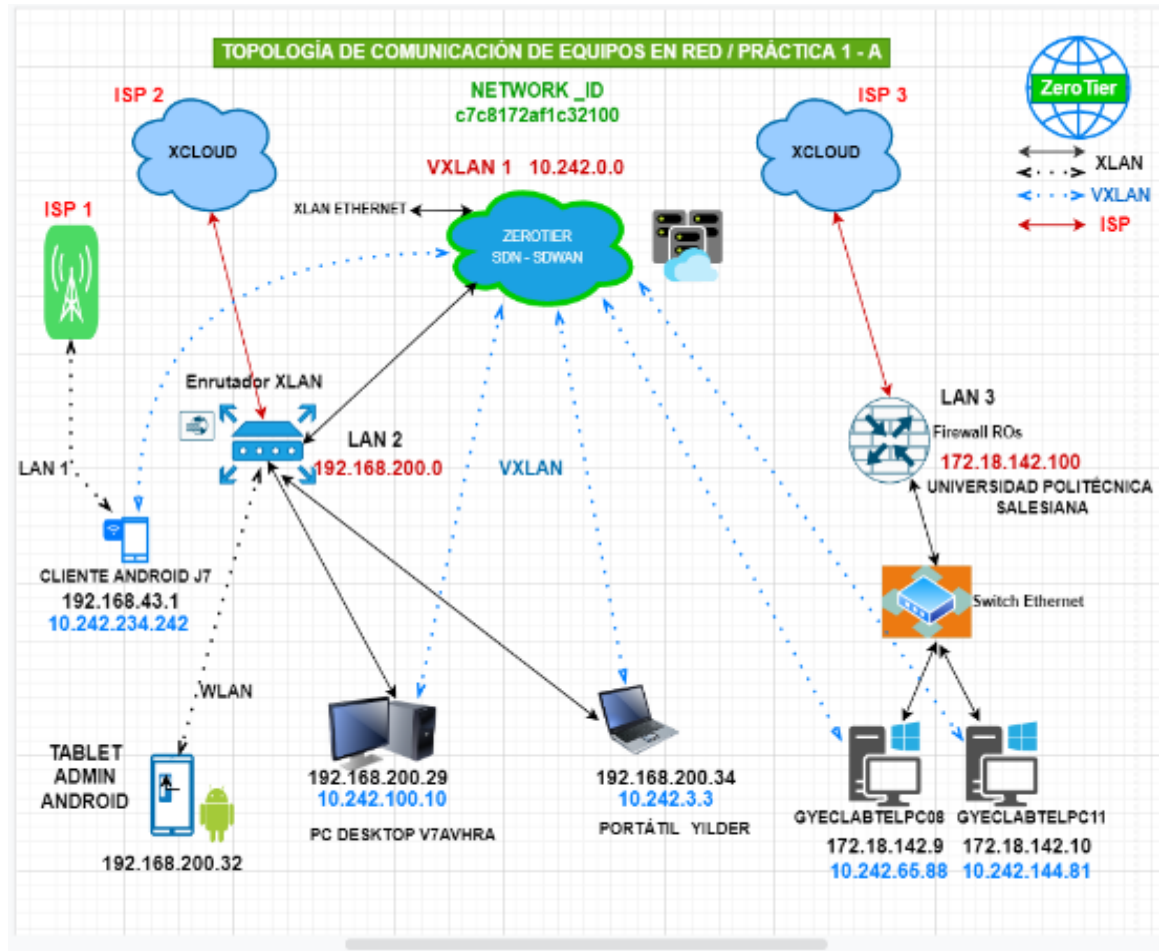 TOPOLOGÍA DE COMUNICACIÓN DE EQUIPOS EN RED / PRÁCTICA 1 - A
NETWORK _ID
c7c8172af1c32100
ISP 2
XCLOUD
ISP 3
XCLOUD
ZeroTier
XLAN
VXLAN
ISP
VXLAN 1 10.242.0.0
XLAN ETHERNET
ZEROTIER
SDN - SDWAN
ISP 1
Enrutador XLAN
LAN 2
192.168.200.0
LAN 1
VXLAN
LAN 3
Firewall ROs
172.18.142.100
UNIVERSIDAD POLITÉCNICA
SALESIANA
CLIENTE ANDROID J7
192.168.43.1
10.242.234.242
Switch Ethernet
WLAN
TABLET
ADMIN
ANDROID
192.168.200.32
192.168.200.29
10.242.100.10
PC DESKTOP V7AVHRA
192.168.200.34
10.242.3.3
PORTÁTIL YILDER
GYECLABTELPC08
172.18.142.9
10.242.65.88
GYECLABTELPC11
172.18.142.10
10.242.144.81